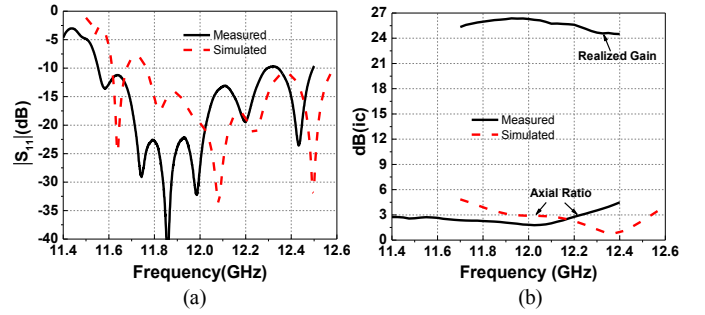 0
-5
-10
-15
-20
-25
-30
-35
-40
|S11|(dB)
Measured
Simulated
11.4 11.6 11.8 12.0 12.2 12.4 12.6
Frequency(GHz)
(a)
27
24
21
18
15
12
9
6
3
0
dB(ic)
Realized Gain
Measured
Simulated
Axial Ratio
11.4 11.6 11.8 12.0 12.2 12.4 12.6
Frequency (GHz)
(b)